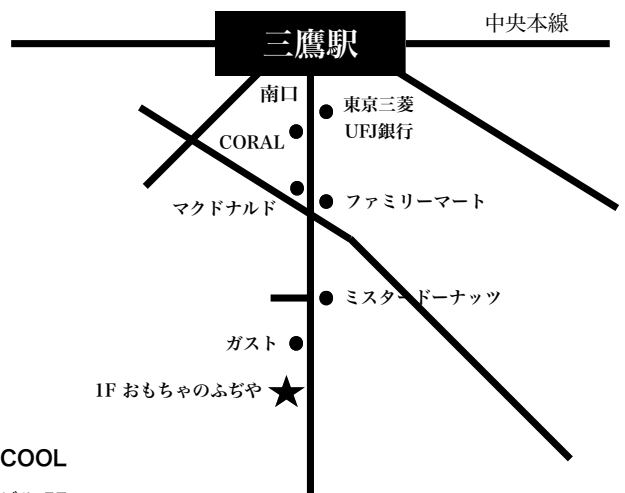 中央本線
三鷹駅
南口
東京三菱
UFJ銀行
CORAL
マクドナルド
ファミリーマート
ミスタードーナッツ
ガスト
1F おもちゃのふぢや
COOL